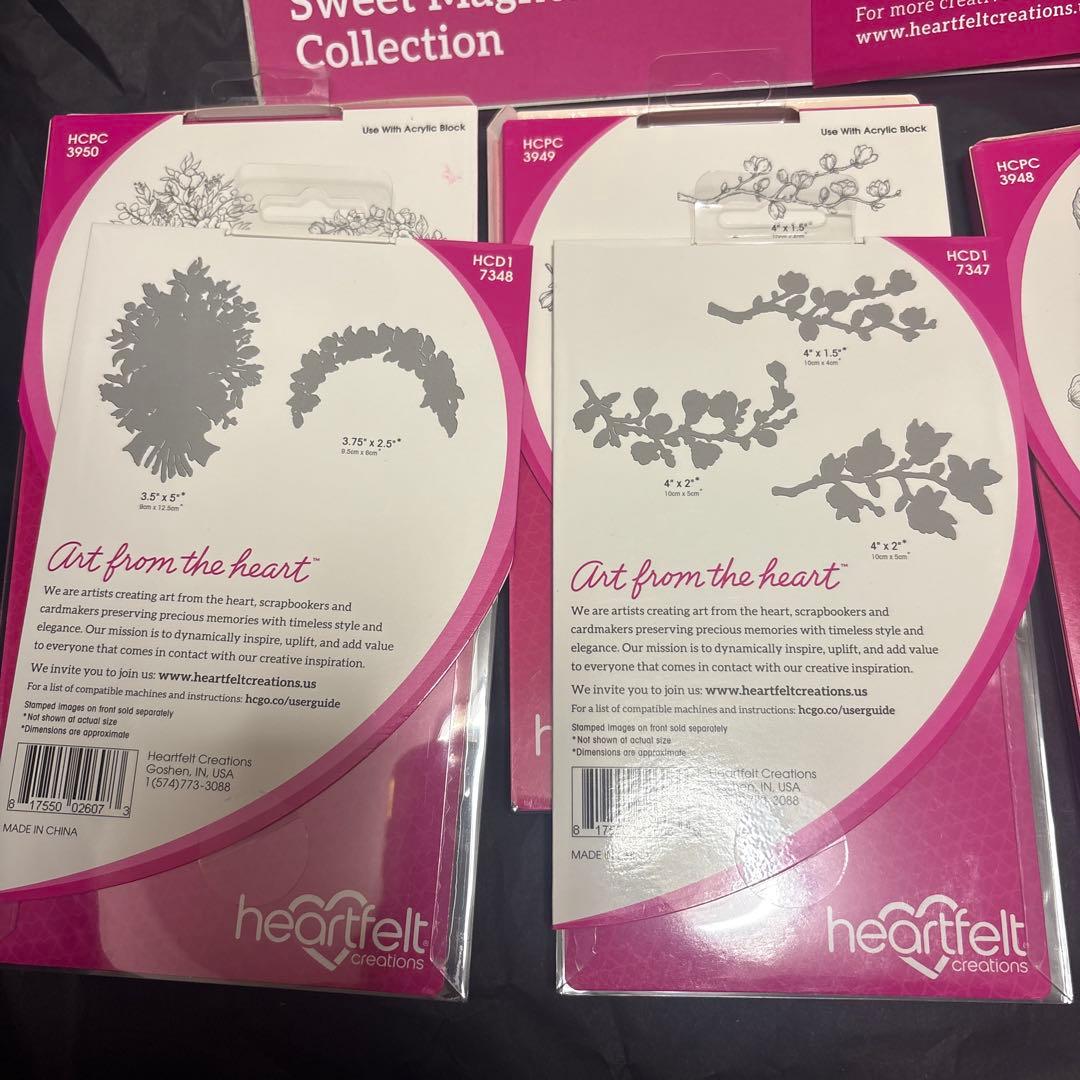 Sweet
Collection
For more
www.heartfeltcreations.
HCPC
3950
Use With Acrylic Block
HCPC
3949
Use With Acrylic Block
4" x 1.5"
HCPC
3948
HCD1
7348
3.75" x 2.5"*
9.5cm x 6cm*
3.5" x 5"*
9cm x 12.5cm*
Art from the heart™
We are artists creating art from the heart, scrapbookers and
cardmakers preserving precious memories with timeless style and
elegance. Our mission is to dynamically inspire, uplift, and add value
to everyone that comes in contact with our creative inspiration.
We invite you to join us: www.heartfeltcreations.us
For a list of compatible machines and instructions: hcgo.co/userguide
Stamped images on front sold separately
*Not shown at actual size
*Dimensions are approximate
8 17550 02607 3
Heartfelt Creations
Goshen, IN, USA
1(574)773-3088
MADE IN CHINA
heartfelt®
creations
HCD1
7347
4" x 1.5"*
10cm x 4cm*
4" x 2"*
10cm x 5cm*
4" x 2"*
10cm x 5cm*
Art from the heart™
We are artists creating art from the heart, scrapbookers and
cardmakers preserving precious memories with timeless style and
elegance. Our mission is to dynamically inspire, uplift, and add value
to everyone that comes in contact with our creative inspiration.
We invite you to join us: www.heartfeltcreations.us
For a list of compatible machines and instructions: hcgo.co/userguide
Stamped images on front sold separately
*Not shown at actual size
*Dimensions are approximate
Heartfelt Creations
IN, USA
3088
8
MADE
heartfelt®
creations